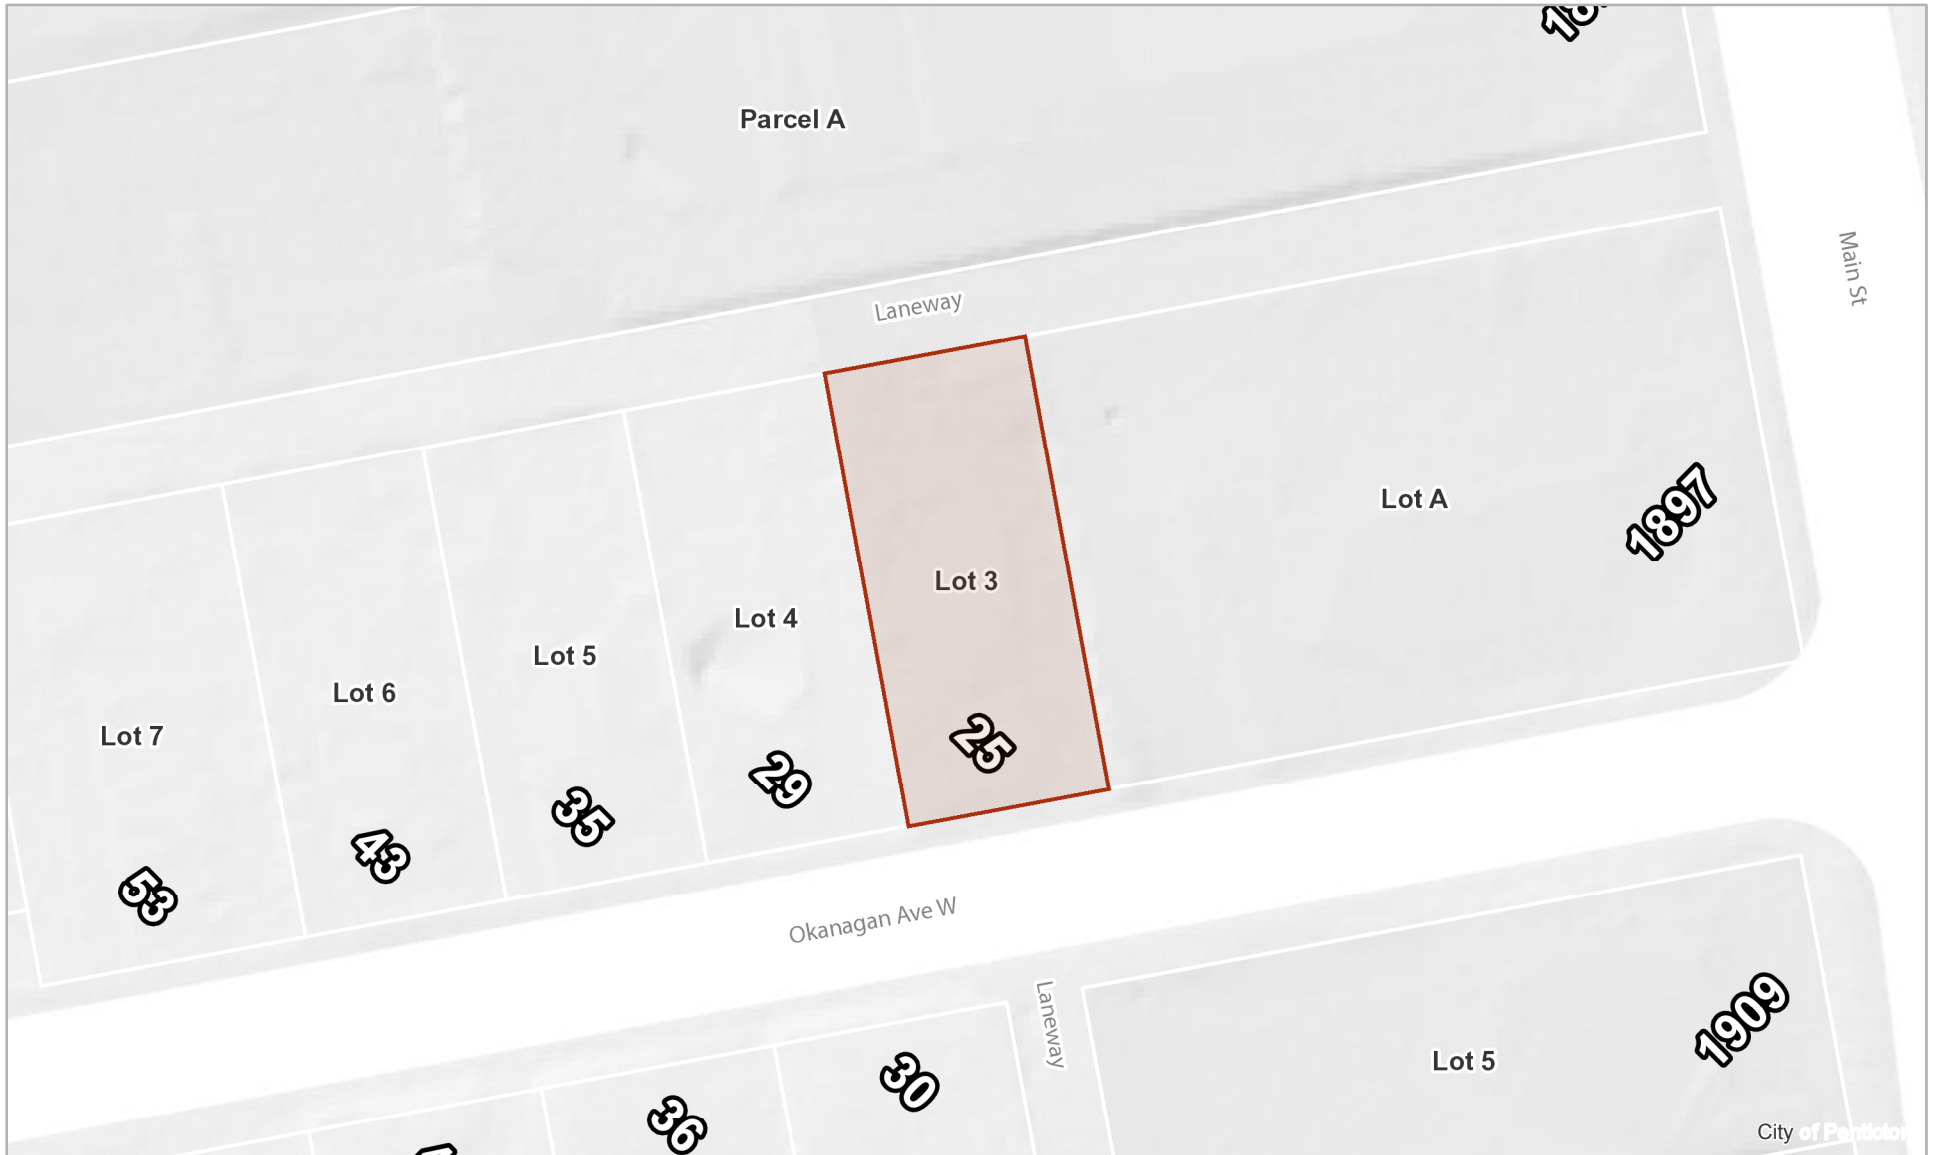 Parcel A
Laneway
Main St
Lot A
1897
Lot 3
25
Lot 4
29
Lot 5
35
Lot 6
43
Lot 7
53
Okanagan Ave W
Laneway
Lot 5
1909
30
36
City of Penticton